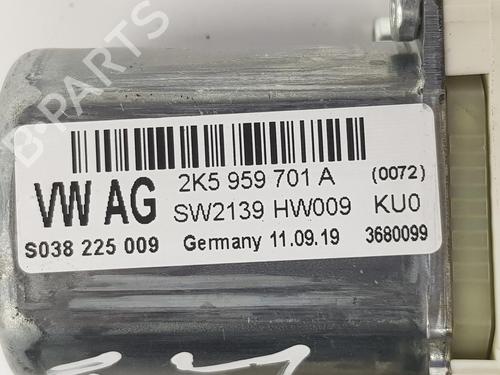 VW AG
2K5 959 701 A
(0072)
SW2139 HW009
KU0
S038 225 009
Germany 11.09.19
3680099
B-PARTS